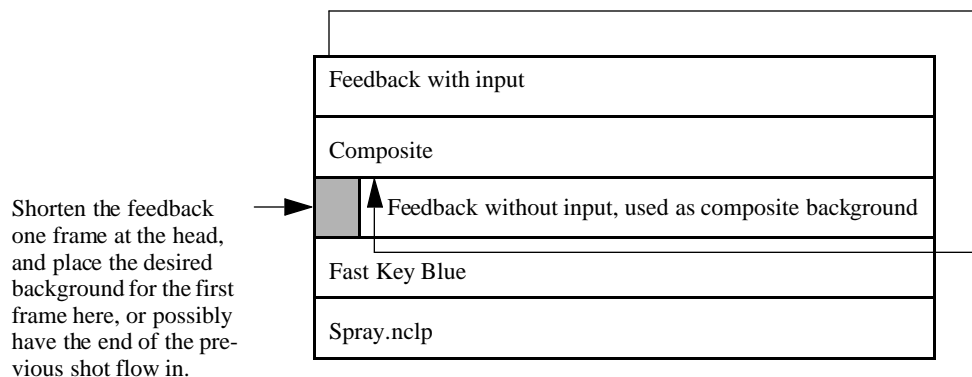 Feedback with input
Composite
Feedback without input, used as composite background
Fast Key Blue
Spray.nclp
Shorten the feedback
one frame at the head,
and place the desired
background for the first
frame here, or possibly
have the end of the pre-
vious shot flow in.